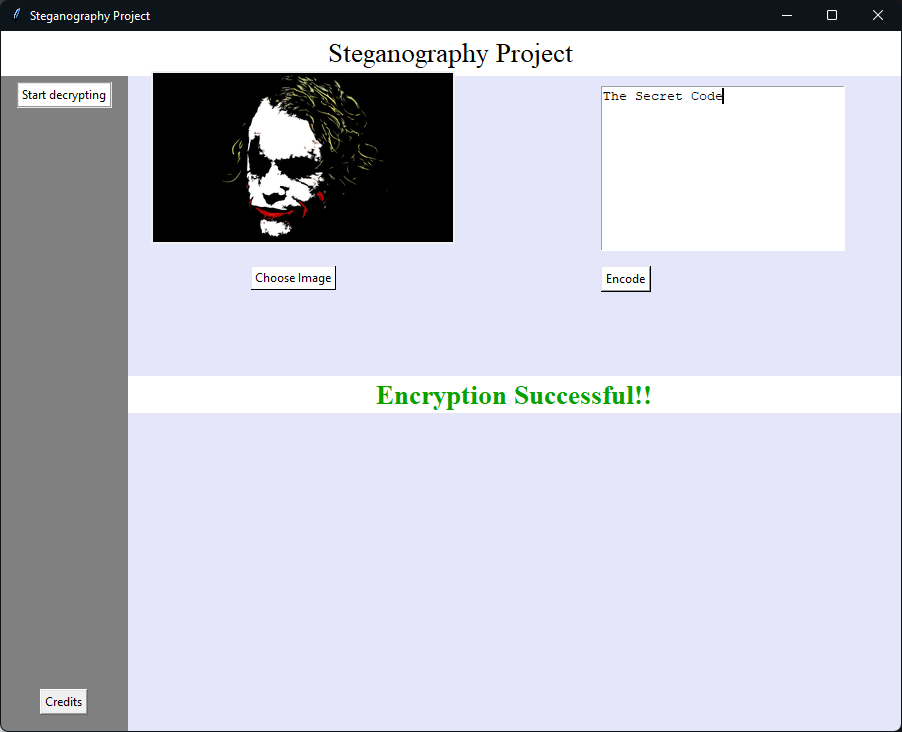 Steganography Project
Steganography Project
Start decrypting
The Secret Code
Choose Image
Encode
Encryption Successful!!
Credits